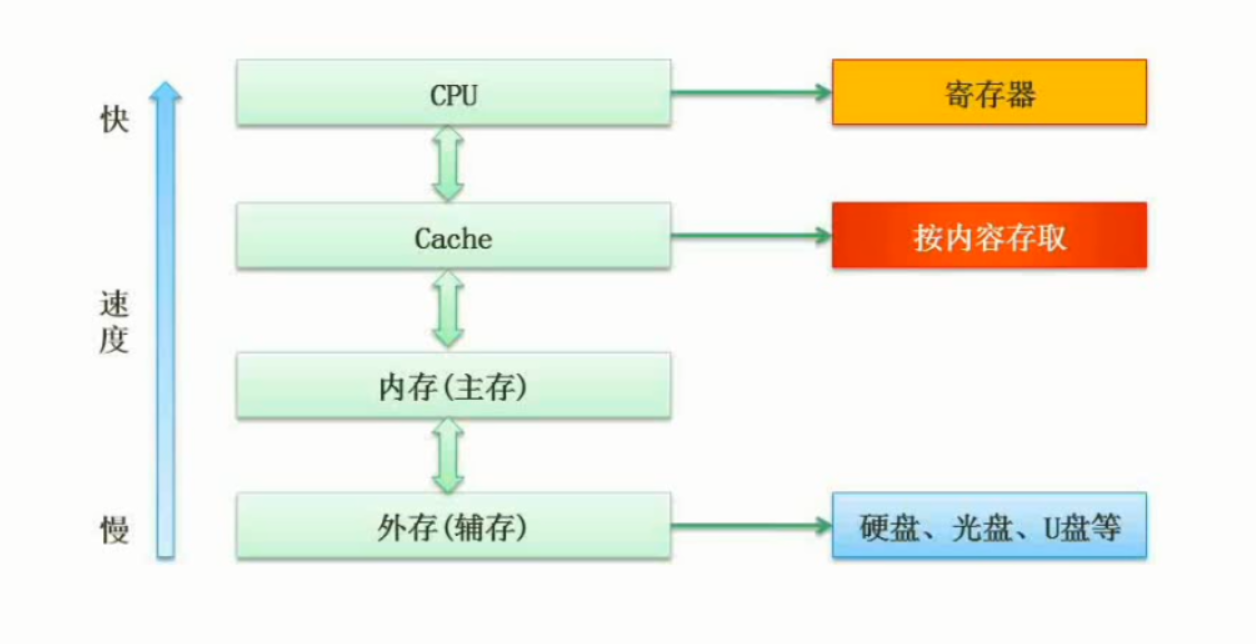 快
CPU
寄存器
Cache
按内容存取
速度
内存(主存)
慢
外存(辅存)
硬盘、光盘、U盘等